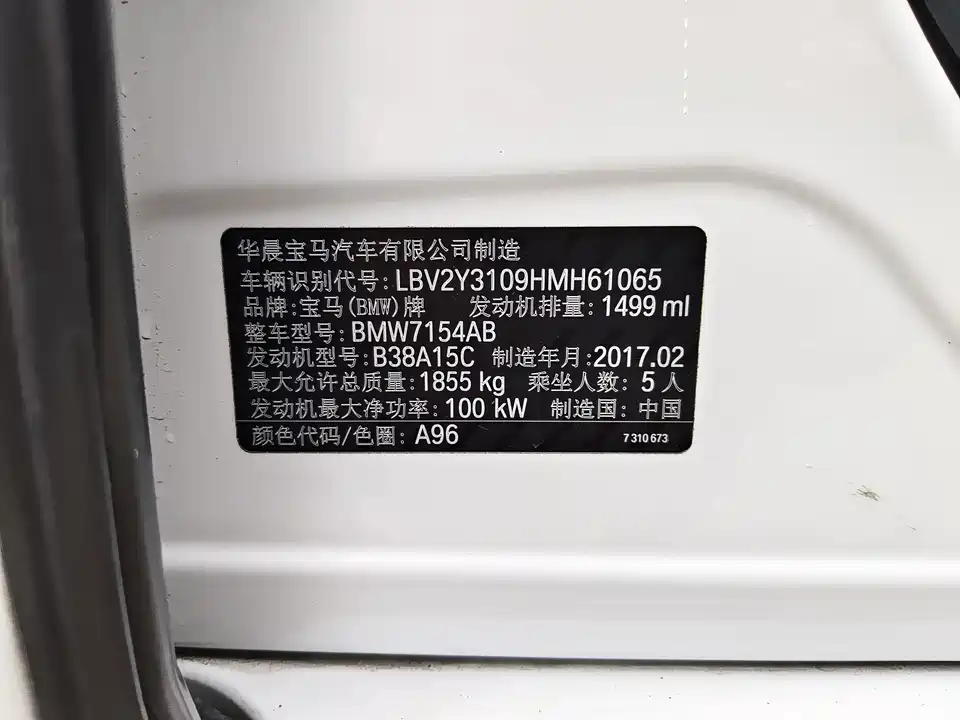 华晨宝马汽车有限公司制造
车辆识别代号: LBV2Y3109HMH61065
品牌: 宝马(BMW)牌 发动机排量: 1499 ml
整车型号: BMW7154AB
发动机型号: B38A15C 制造年月: 2017.02
最大允许总质量: 1855 kg 乘坐人数: 5 人
发动机最大净功率: 100 kW 制造国: 中国
颜色代码/色圈: A96 7 310 673